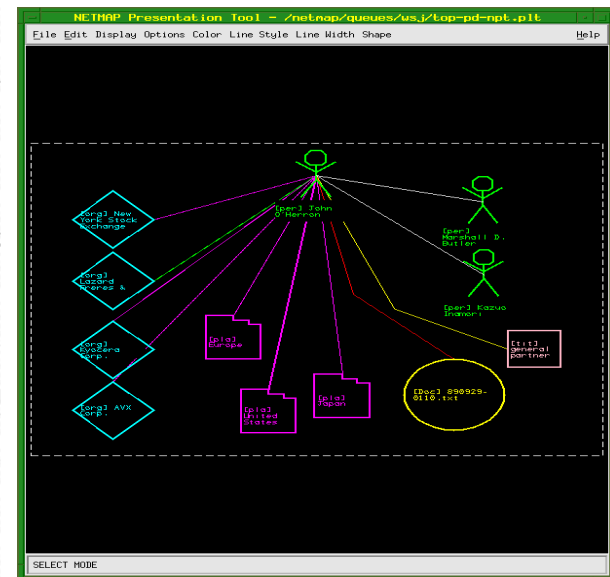 NETMAP Presentation Tool - /netmap/queues/wsj/top-pd-npt.plt
File Edit Display Options Color Line Style Line Width Shape Help
[per] John
O'Herron
[org] New
York Stock
Exchange
[per]
Marshall D.
Butler
[org]
Lazard
Freres &
[per] Kazuo
Inamori
[org]
Kyocera
Corp.
[pla]
Europe
[tit]
general
partner
[org] AVX
Corp.
[pla]
United
States
[pla]
Japan
[Doc] 890929-
0110.txt
SELECT MODE